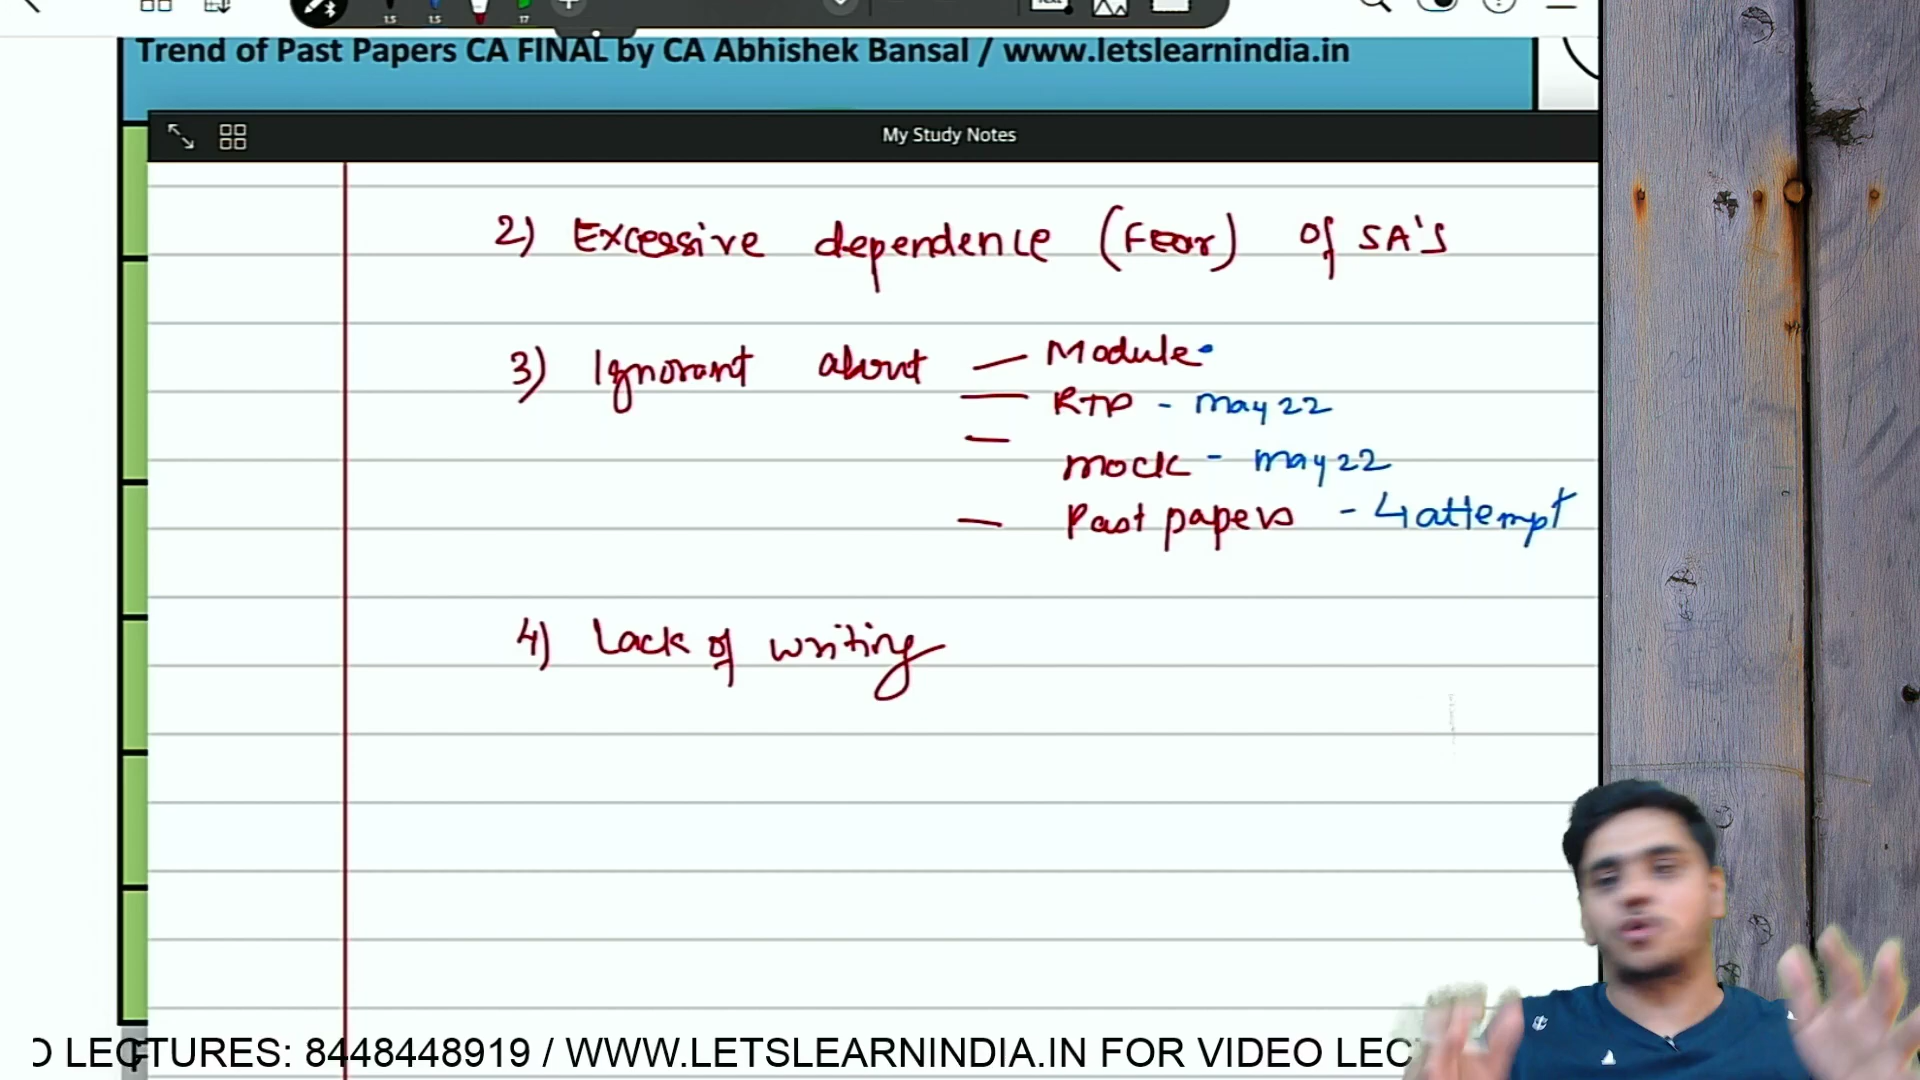 Trend of Past Papers CA FINAL by CA Abhishek Bansal / www.letslearnindia.in
My Study Notes
2) Excessive dependence (Fear) of SA's
3) Ignorant about — Module
— RTP - May 22
— mock - May 22
— Past papers - 4 attempt
4) Lack of writing
LECTURES: 8448448919 / WWW.LETSLEARNINDIA.IN FOR VIDEO